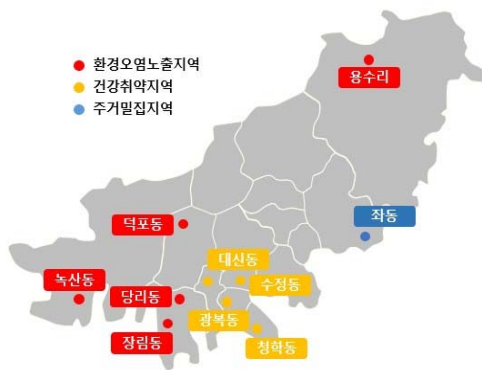 환경오염노출지역
건강취약지역
주거밀집지역
용수리
좌동
덕포동
대신동
수정동
녹산동
당리동
광복동
장림동
청학동